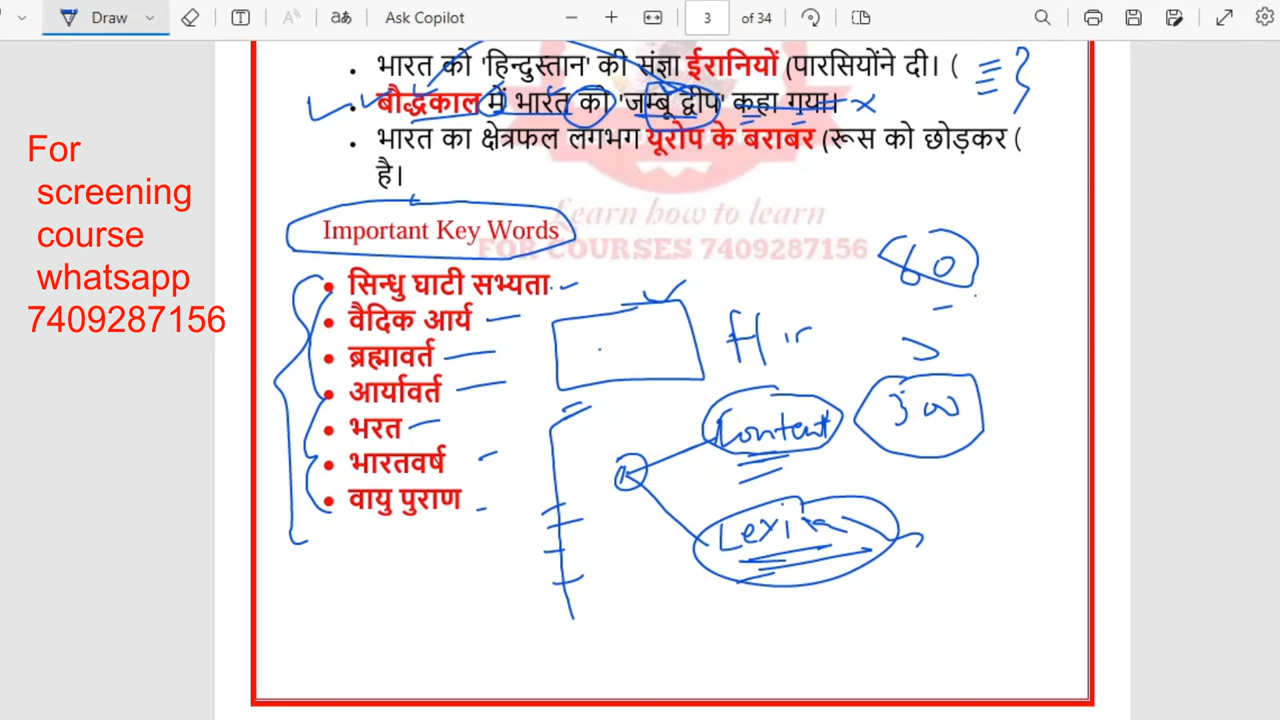 Draw
Ask Copilot
3 of 34
भारत को 'हिन्दुस्तान' की संज्ञा ईरानियों (पारसियोंने दी। (
बौद्धकाल में भारत को 'जम्बू द्वीप' कहा गया।
भारत का क्षेत्रफल लगभग यूरोप के बराबर (रूस को छोड़कर (
है।
For
screening
course
whatsapp
7409287156
Learn how to learn
FOR COURSES 7409287156
Important Key Words
सिन्धु घाटी सभ्यता
वैदिक आर्य
ब्रह्मावर्त
आर्यावर्त
भरत
भारतवर्ष
वायु पुराण
Content
300